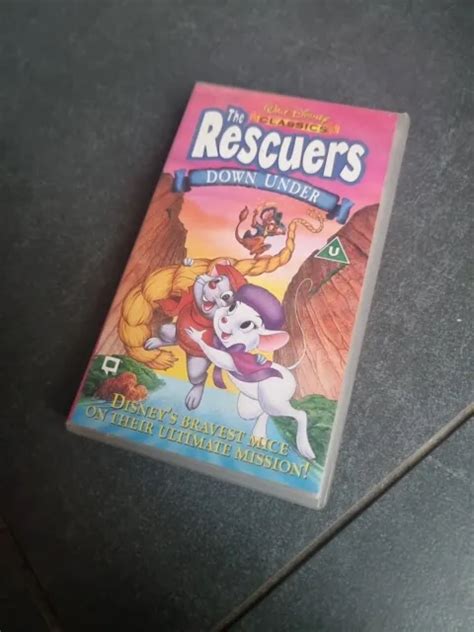 Walt Disney
CLASSICS
The
RESCUERS
DOWN UNDER
U
DISNEY'S BRAVEST MICE
ON THEIR ULTIMATE MISSION!